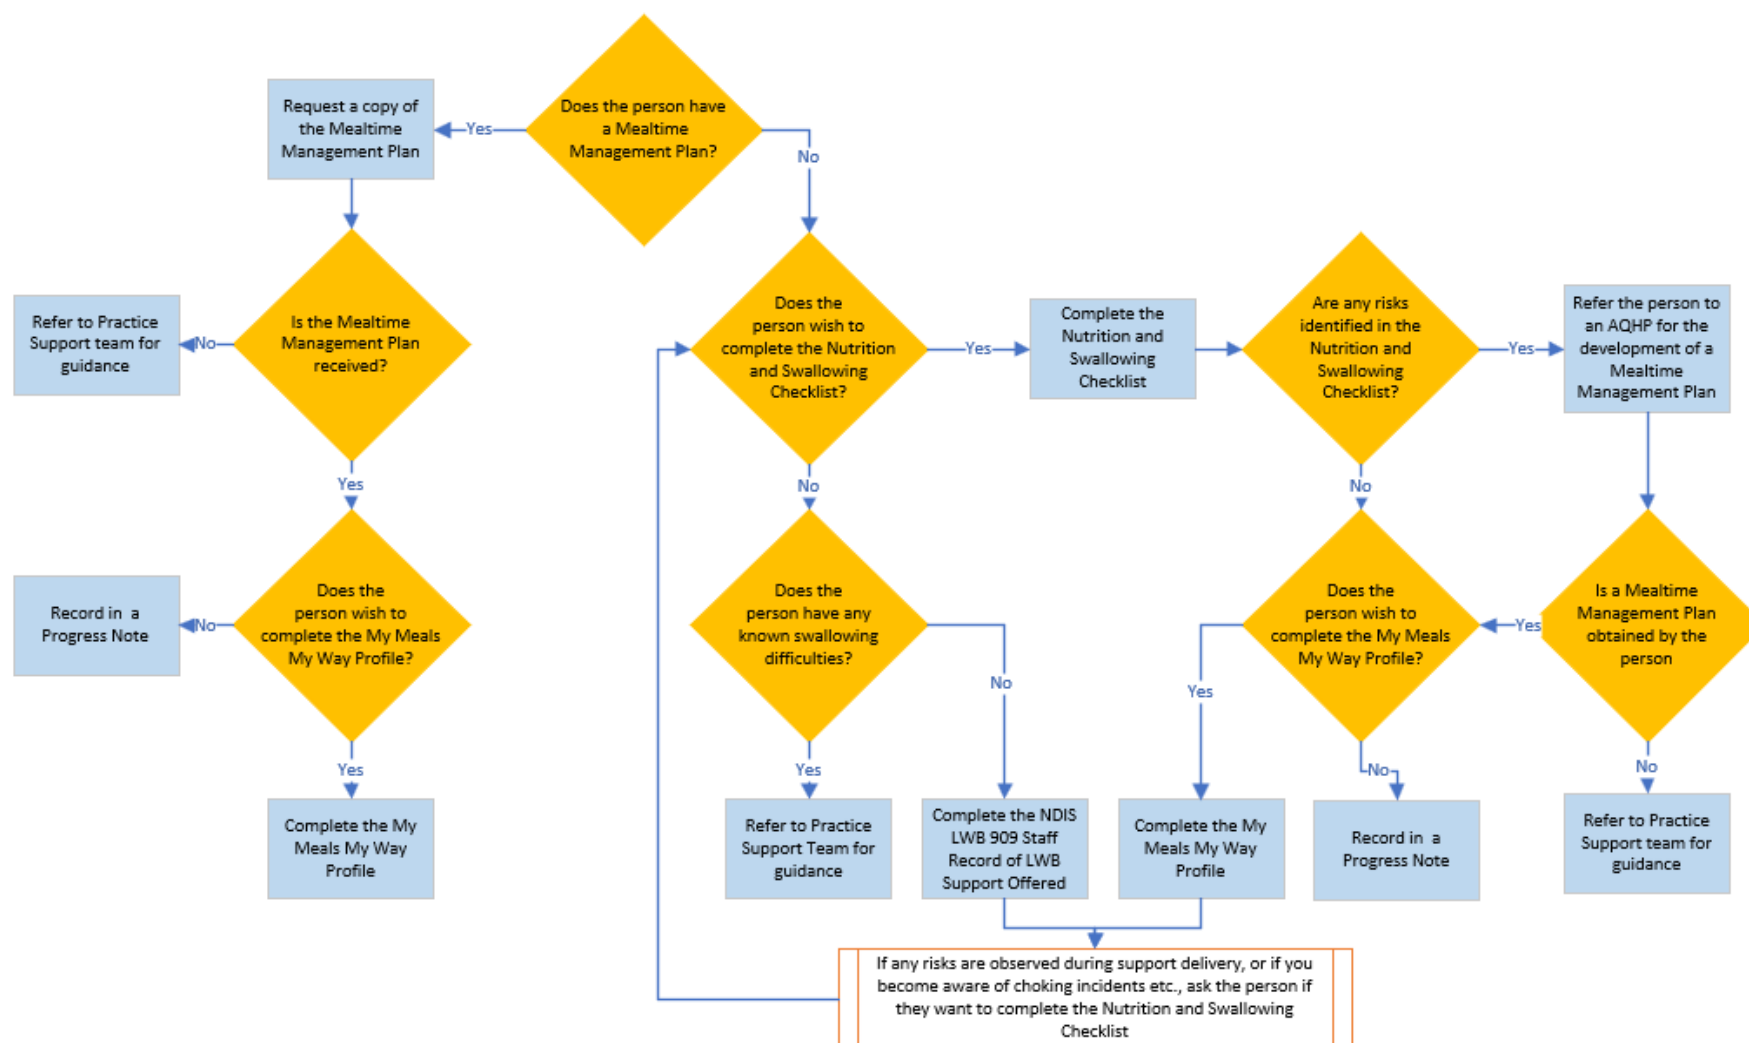 Does the person have
a Mealtime
Management Plan?
Yes
No
Request a copy of
the Mealtime
Management Plan
Is the Mealtime
Management Plan
received?
No
Refer to Practice
Support team for
guidance
Yes
Does the
person wish to
complete the My Meals
My Way Profile?
No
Record in a
Progress Note
Yes
Complete the My
Meals My Way
Profile
Does the
person wish to
complete the Nutrition
and Swallowing
Checklist?
Yes
Complete the
Nutrition and
Swallowing
Checklist
Are any risks
identified in the
Nutrition and
Swallowing
Checklist?
Yes
Refer the person to
an AQHP for the
development of a
Mealtime
Management Plan
No
Does the
person have any
known swallowing
difficulties?
Yes
Refer to Practice
Support Team for
guidance
No
Complete the NDIS
LWB 909 Staff
Record of LWB
Support Offered
No
Does the
person wish to
complete the My Meals
My Way Profile?
Yes
Complete the My
Meals My Way
Profile
No
Record in a
Progress Note
Is a Mealtime
Management Plan
obtained by the
person
Yes
No
Refer to Practice
Support team for
guidance
If any risks are observed during support delivery, or if you
become aware of choking incidents etc., ask the person if
they want to complete the Nutrition and Swallowing
Checklist